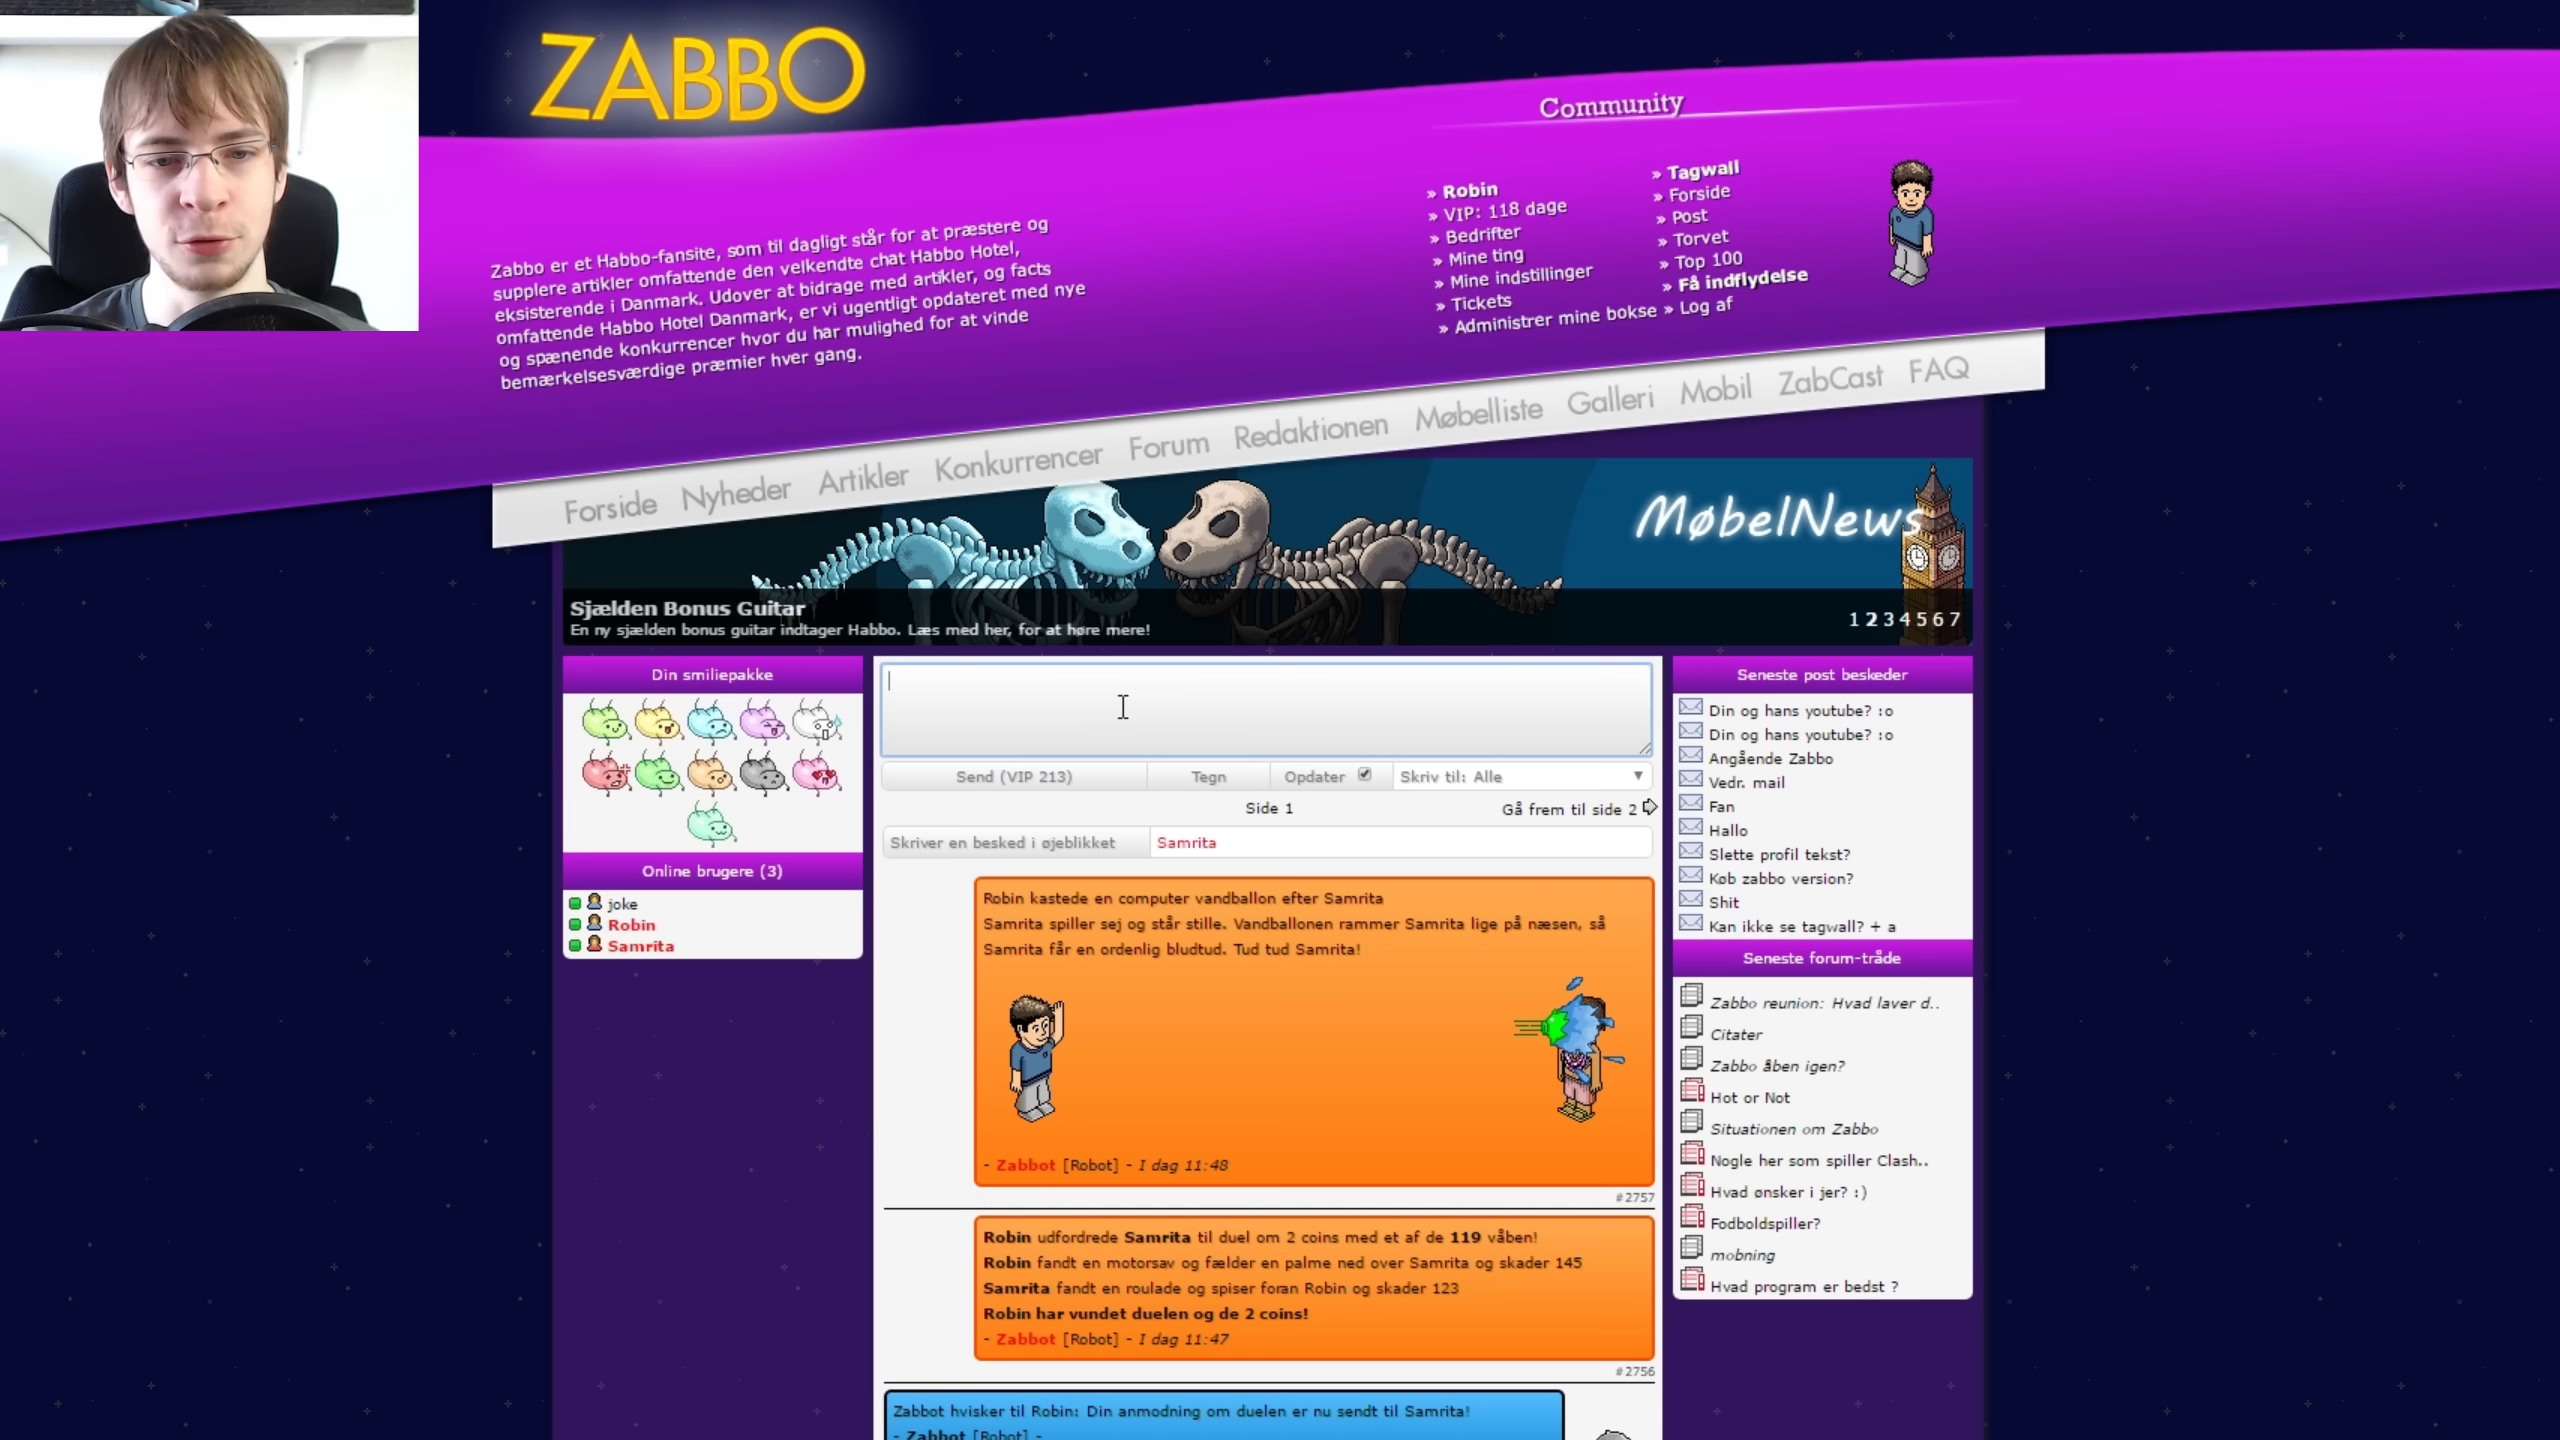 ZABBO
Community
» Robin
» VIP: 118 dage
» Bedrifter
» Mine ting
» Mine indstillinger
» Tickets
» Administrer mine bokse
» Tagwall
» Forside
» Post
» Torvet
» Top 100
» Få indflydelse
» Log af
Zabbo er et Habbo-fansite, som til dagligt står for at præstere og
supplere artikler omfattende den velkendte chat Habbo Hotel,
eksisterende i Danmark. Udover at bidrage med artikler, og facts
omfattende Habbo Hotel Danmark, er vi ugentligt opdateret med nye
og spænende konkurrencer hvor du har mulighed for at vinde
bemærkelsesværdige præmier hver gang.
Forside Nyheder Artikler Konkurrencer Forum Redaktionen Møbelliste Galleri Mobil ZabCast FAQ
MøbelNews
Sjælden Bonus Guitar
En ny sjælden bonus guitar indtager Habbo. Læs med her, for at høre mere!
1 2 3 4 5 6 7
Din smiliepakke
Online brugere (3)
joke
Robin
Samrita
Send (VIP 213) Tegn Opdater Skriv til: Alle
Side 1 Gå frem til side 2
Skriver en besked i øjeblikket Samrita
Robin kastede en computer vandballon efter Samrita
Samrita spiller sej og står stille. Vandballonen rammer Samrita lige på næsen, så
Samrita får en ordenlig bludtud. Tud tud Samrita!
- Zabbot [Robot] - I dag 11:48
#2757
Robin udfordrede Samrita til duel om 2 coins med et af de 119 våben!
Robin fandt en motorsav og fælder en palme ned over Samrita og skader 145
Samrita fandt en roulade og spiser foran Robin og skader 123
Robin har vundet duelen og de 2 coins!
- Zabbot [Robot] - I dag 11:47
#2756
Zabbot hvisker til Robin: Din anmodning om duelen er nu sendt til Samrita!
- Zabbot [Robot] -
Seneste post beskeder
Din og hans youtube? :o
Din og hans youtube? :o
Angående Zabbo
Vedr. mail
Fan
Hallo
Slette profil tekst?
Køb zabbo version?
Shit
Kan ikke se tagwall? + a
Seneste forum-tråde
Zabbo reunion: Hvad laver d..
Citater
Zabbo åben igen?
Hot or Not
Situationen om Zabbo
Nogle her som spiller Clash..
Hvad ønsker i jer? :)
Fodboldspiller?
mobning
Hvad program er bedst ?